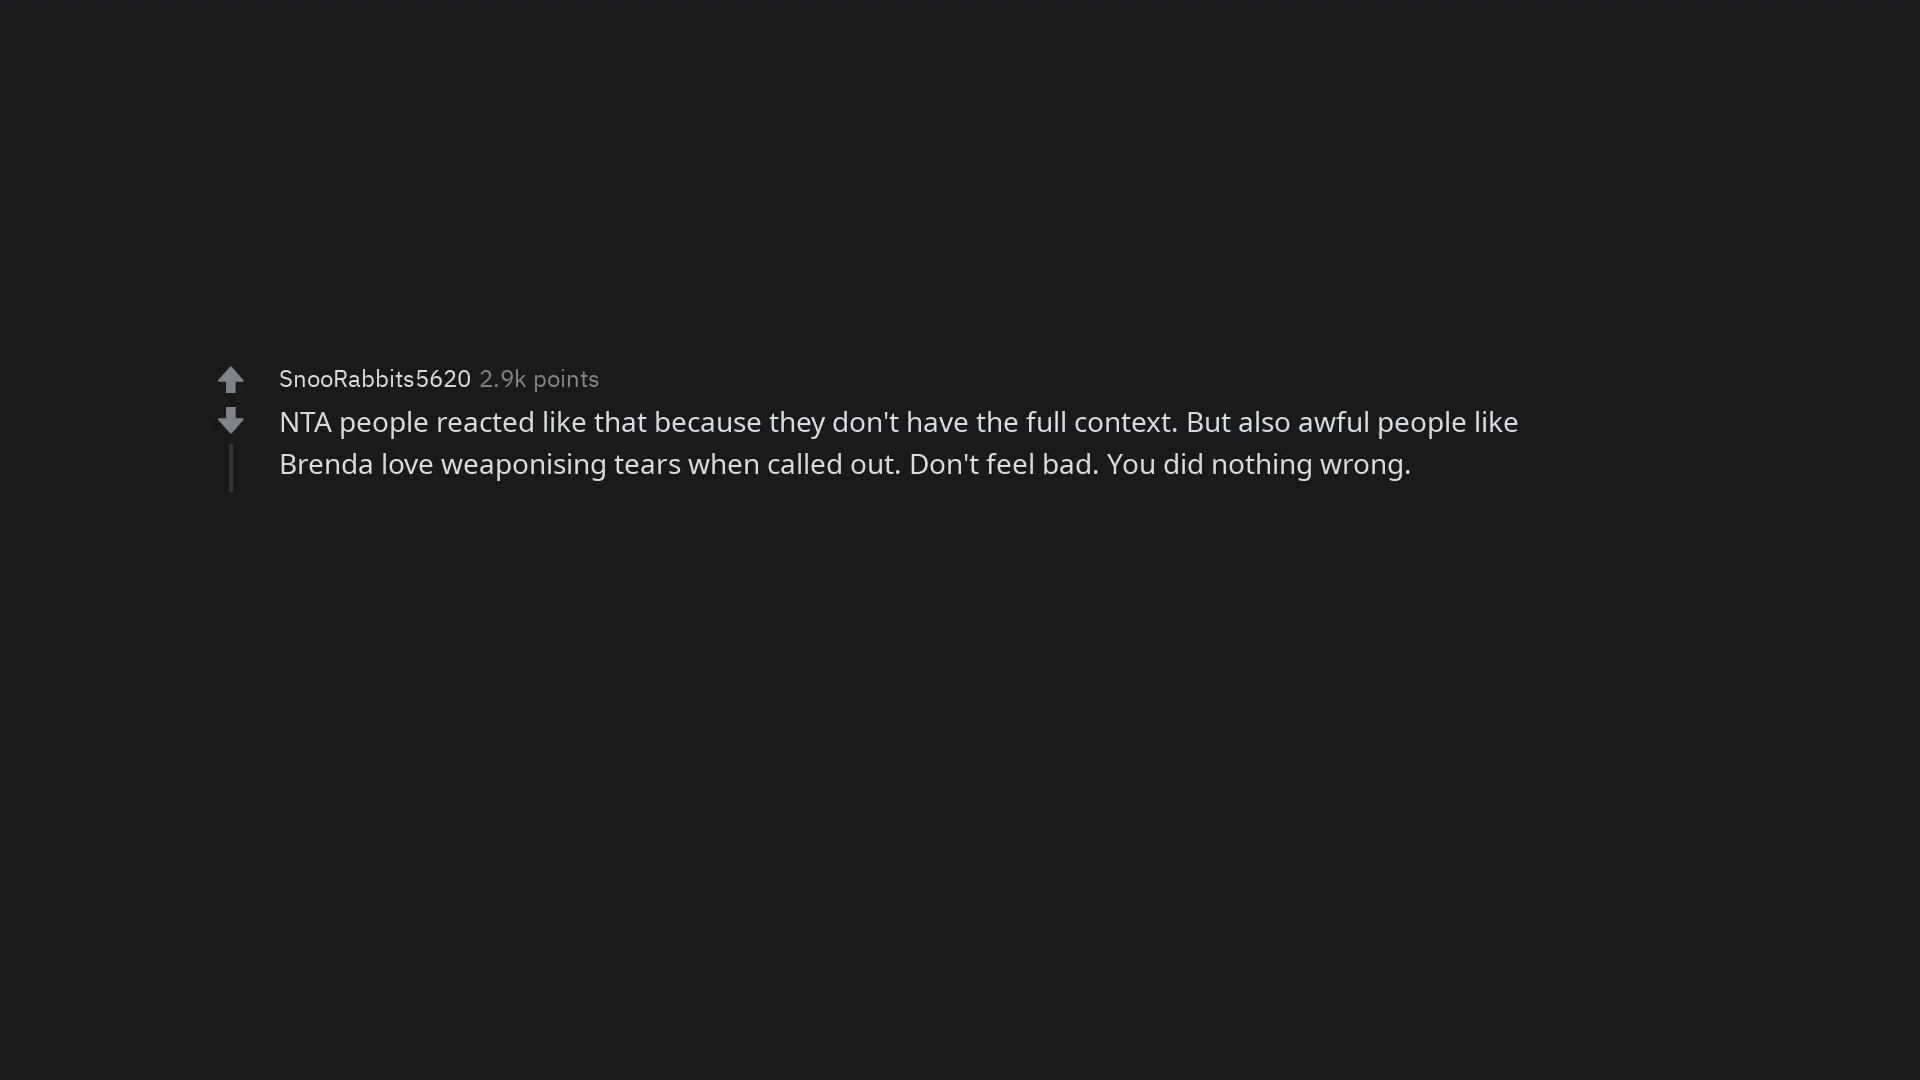 SnooRabbits5620 2.9k points
NTA people reacted like that because they don't have the full context. But also awful people like
Brenda love weaponising tears when called out. Don't feel bad. You did nothing wrong.